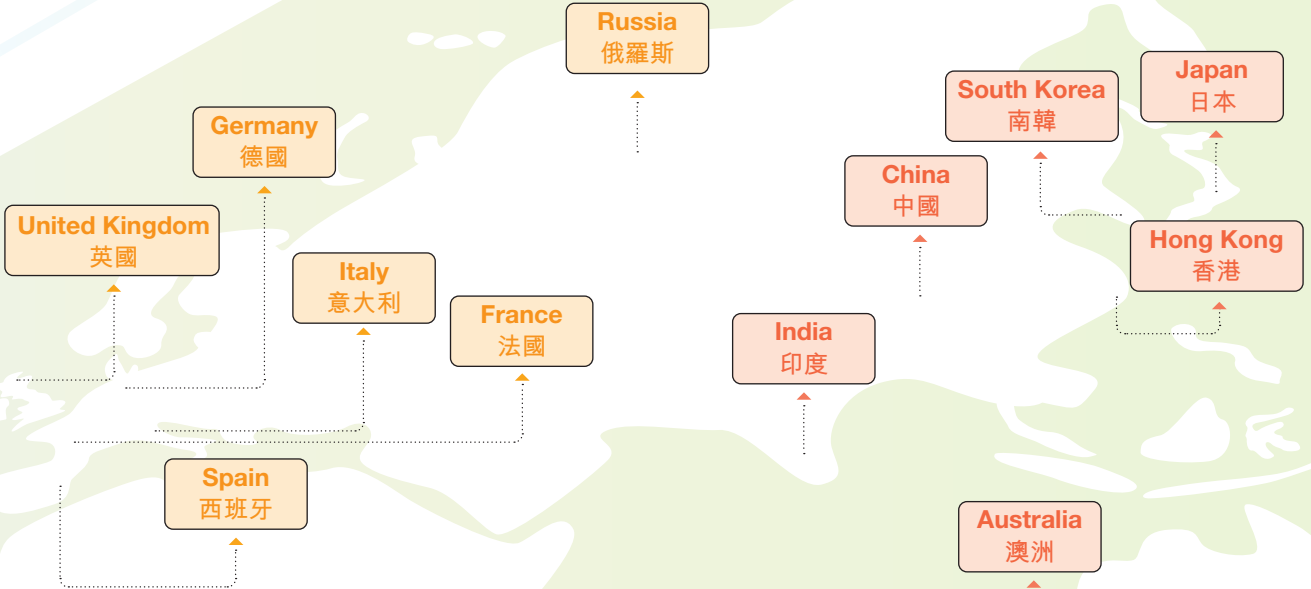 Russia
俄羅斯
Japan
日本
South Korea
南韓
Germany
德國
China
中國
United Kingdom
英國
Hong Kong
香港
Italy
意大利
France
法國
India
印度
Spain
西班牙
Australia
澳洲